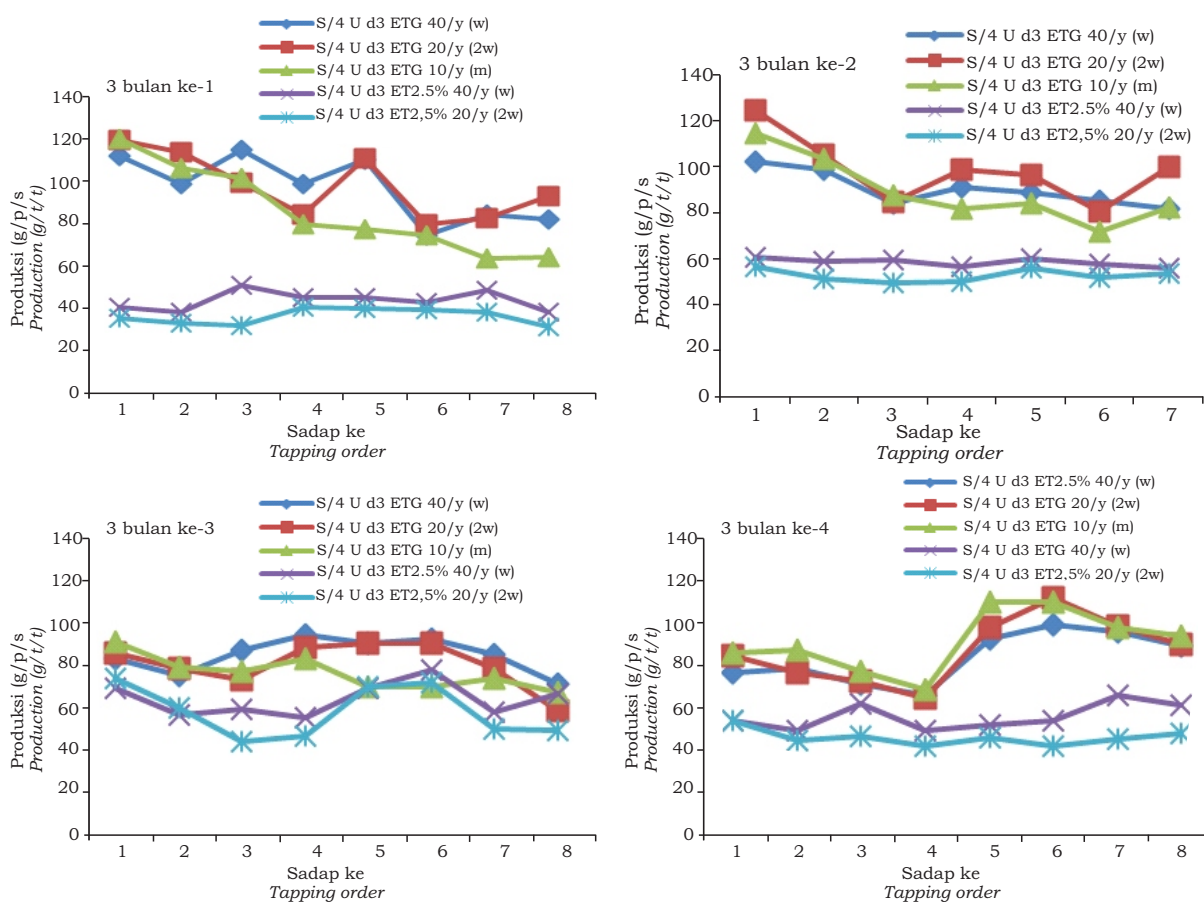 S/4 U d3 ETG 40/y (w)
S/4 U d3 ETG 20/y (2w)
S/4 U d3 ETG 10/y (m)
S/4 U d3 ET2.5% 40/y (w)
S/4 U d3 ET2,5% 20/y (2w)
3 bulan ke-1
140
120
100
80
60
40
20
0
Produksi (g/p/s
Production (g/t/t)
1 2 3 4 5 6 7 8
Sadap ke
Tapping order
S/4 U d3 ETG 40/y (w)
S/4 U d3 ETG 20/y (2w)
S/4 U d3 ETG 10/y (m)
S/4 U d3 ET2.5% 40/y (w)
S/4 U d3 ET2,5% 20/y (2w)
3 bulan ke-2
140
120
100
80
60
40
20
0
Produksi (g/p/s
Production (g/t/t)
1 2 3 4 5 6 7
Sadap ke
Tapping order
S/4 U d3 ETG 40/y (w)
S/4 U d3 ETG 20/y (2w)
S/4 U d3 ETG 10/y (m)
S/4 U d3 ET2.5% 40/y (w)
S/4 U d3 ET2,5% 20/y (2w)
3 bulan ke-3
140
120
100
80
60
40
20
0
Produksi (g/p/s
Production (g/t/t)
1 2 3 4 5 6 7 8
Sadap ke
Tapping order
S/4 U d3 ET2.5% 40/y (w)
S/4 U d3 ETG 20/y (2w)
S/4 U d3 ETG 10/y (m)
S/4 U d3 ETG 40/y (w)
S/4 U d3 ET2,5% 20/y (2w)
3 bulan ke-4
140
120
100
80
60
40
20
0
Produksi (g/p/s
Production (g/t/t)
1 2 3 4 5 6 7 8
Sadap ke
Tapping order